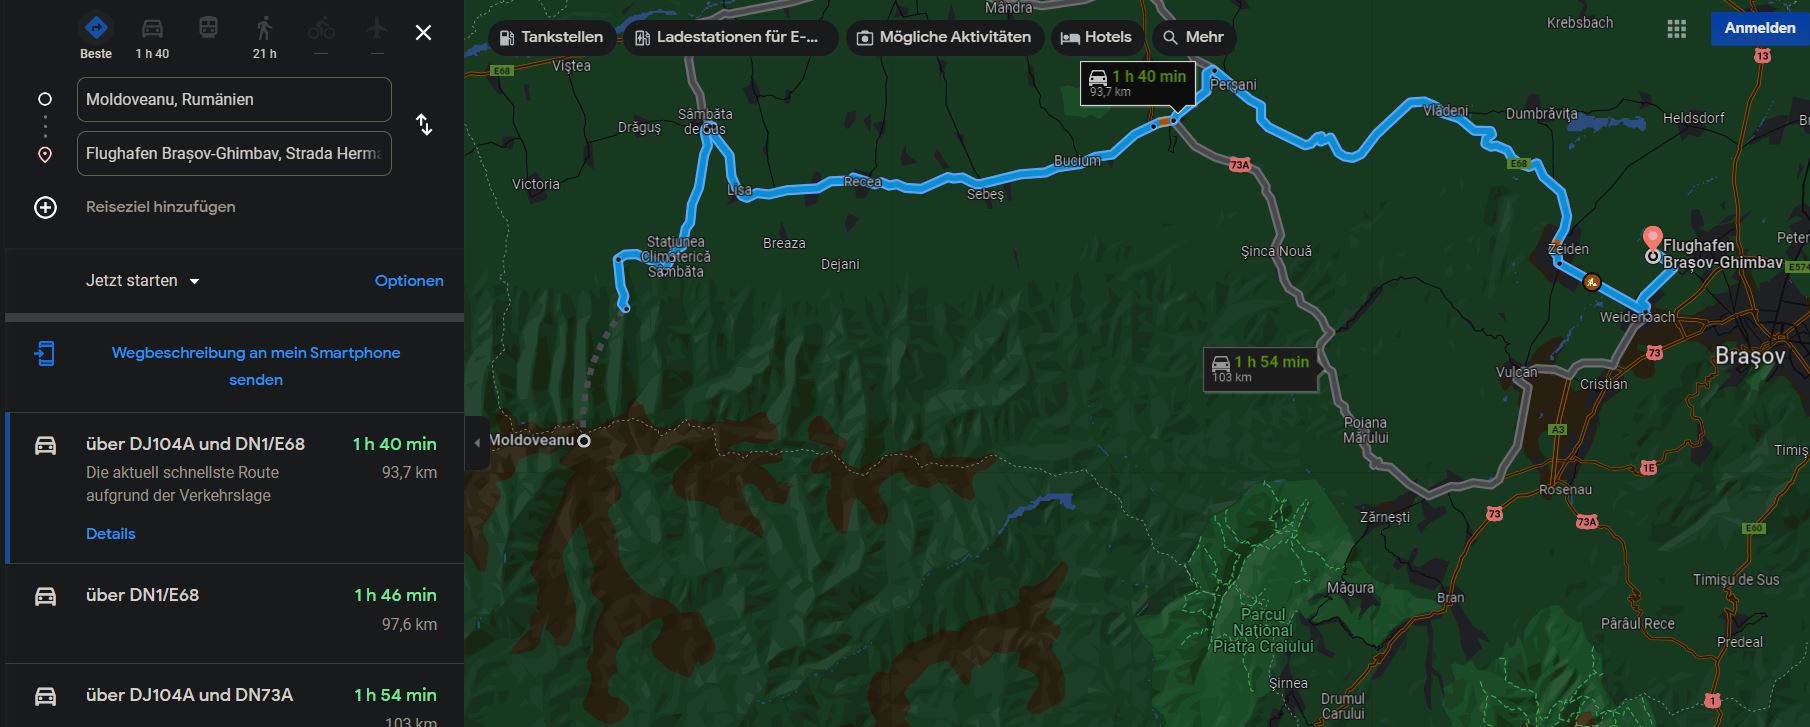 Beste
1 h 40
21 h
—
—
Moldoveanu, Rumänien
Flughafen Brașov-Ghimbav, Strada Herma
Reiseziel hinzufügen
Jetzt starten
Optionen
Wegbeschreibung an mein Smartphone
senden
über DJ104A und DN1/E68
1 h 40 min
Die aktuell schnellste Route
aufgrund der Verkehrslage
93,7 km
Details
über DN1/E68
1 h 46 min
97,6 km
über DJ104A und DN73A
1 h 54 min
103 km
Tankstellen
Ladestationen für E-...
Mögliche Aktivitäten
Hotels
Mehr
Anmelden
Mândra
Krebsbach
13
E68
Viștea
1 h 40 min
93,7 km
Perșani
Sâmbăta
de Sus
Drăguș
Vlădeni
Dumbrăvița
Heldsdorf
Bucium
73A
E68
Victoria
Lisa
Recea
Sebeș
Stațiunea
Climaterică
Sâmbăta
Breaza
Dejani
Șinca Nouă
Zeiden
Flughafen
Brașov-Ghimbav
Peter
E574
Weidenbach
73
Brașov
1 h 54 min
103 km
Vulcan
Cristian
Moldoveanu
Poiana
Mărului
A3
1E
Timiș
Rosenau
Zărnești
73
73A
E60
Măgura
Bran
Timișu de Sus
Parcul
Național
Piatra Craiului
Pârâul Rece
Predeal
Șirnea
Drumul
Carului
1